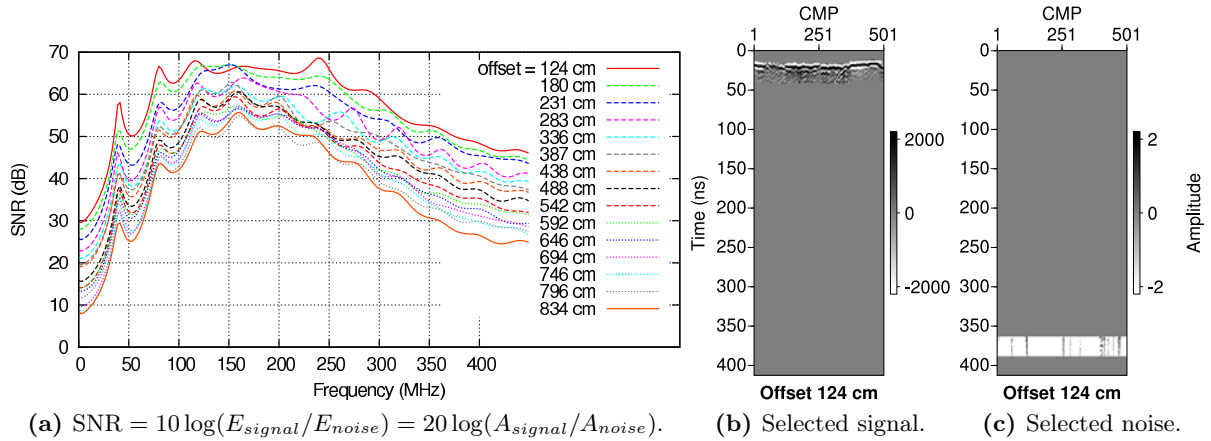 70
60
50
40
30
20
10
0
SNR (dB)
0 50 100 150 200 250 300 350 400
Frequency (MHz)
offset = 124 cm
180 cm
231 cm
283 cm
336 cm
387 cm
438 cm
488 cm
542 cm
592 cm
646 cm
694 cm
746 cm
796 cm
834 cm
(a) SNR = 10 log(E_signal/E_noise) = 20 log(A_signal/A_noise).
CMP
1 251 501
0
50
100
150
200
250
300
350
400
Time (ns)
2000
0
-2000
Offset 124 cm
(b) Selected signal.
CMP
1 251 501
0
50
100
150
200
250
300
350
400
2
0
-2
Amplitude
Offset 124 cm
(c) Selected noise.